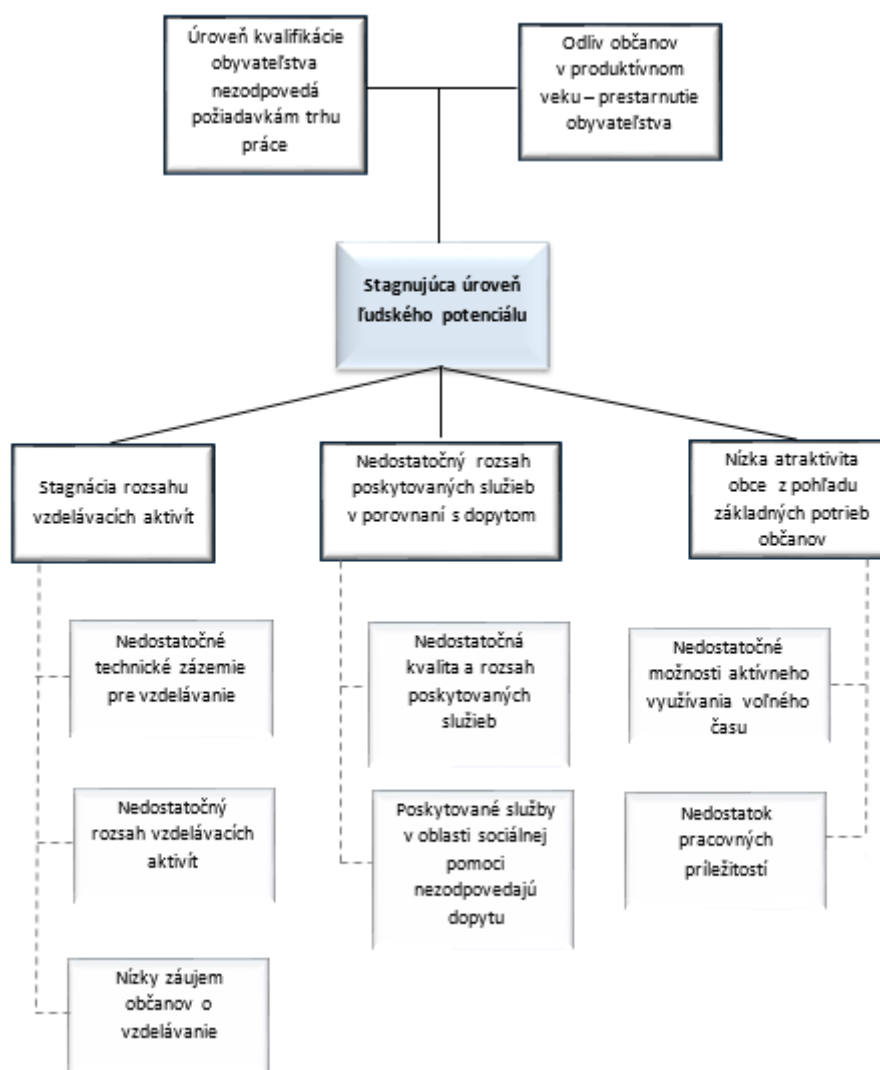 Úroveň kvalifikácie
obyvateľstva
nezodpovedá
požiadavkám trhu
práce
Odliv občanov
v produktívnom
veku – prestarnutie
obyvateľstva
Stagnujúca úroveň
ľudského potenciálu
Stagnácia rozsahu
vzdelávacích aktivít
Nedostatočný rozsah
poskytovaných služieb
v porovnaní s dopytom
Nízka atraktivita
obce z pohľadu
základných potrieb
občanov
Nedostatočné
technické zázemie
pre vzdelávanie
Nedostatočná
kvalita a rozsah
poskytovaných
služieb
Nedostatočné
možnosti aktívneho
využívania voľného
času
Nedostatočný
rozsah vzdelávacích
aktivít
Poskytované služby
v oblasti sociálnej
pomoci
nezodpovedajú
dopytu
Nedostatok
pracovných
príležitostí
Nízky záujem
občanov o
vzdelávanie